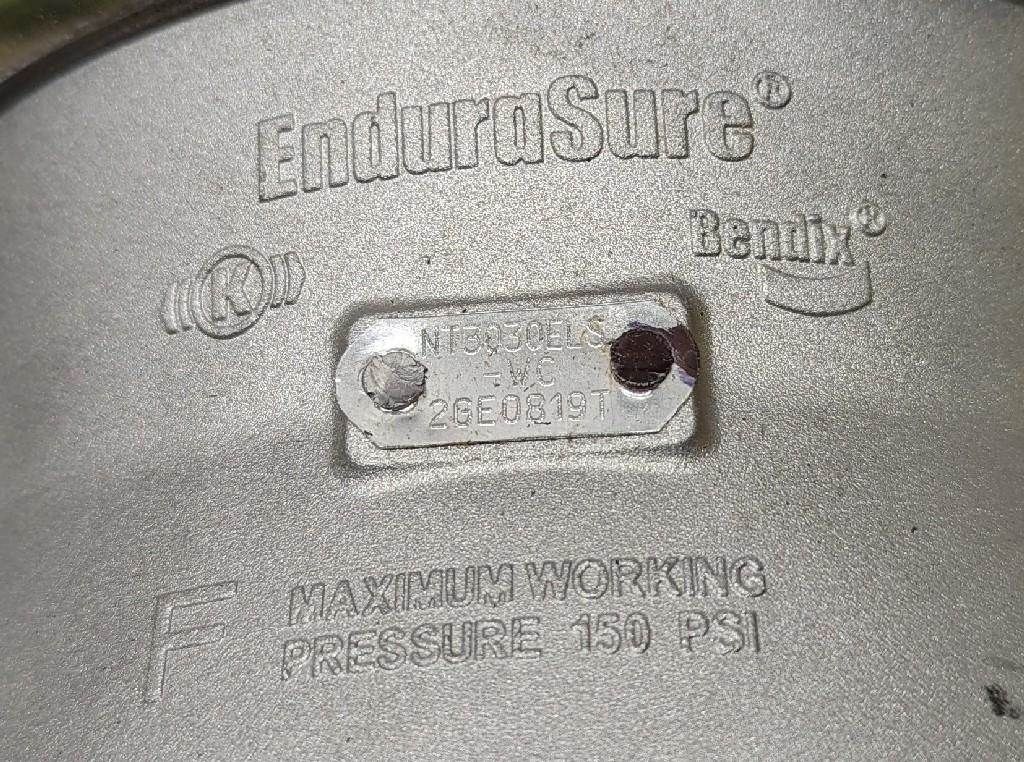 EnduraSure®
Bendix®
((K))
NT3030ELS
-WC
2GE0819T
F
MAXIMUM WORKING
PRESSURE 150 PSI